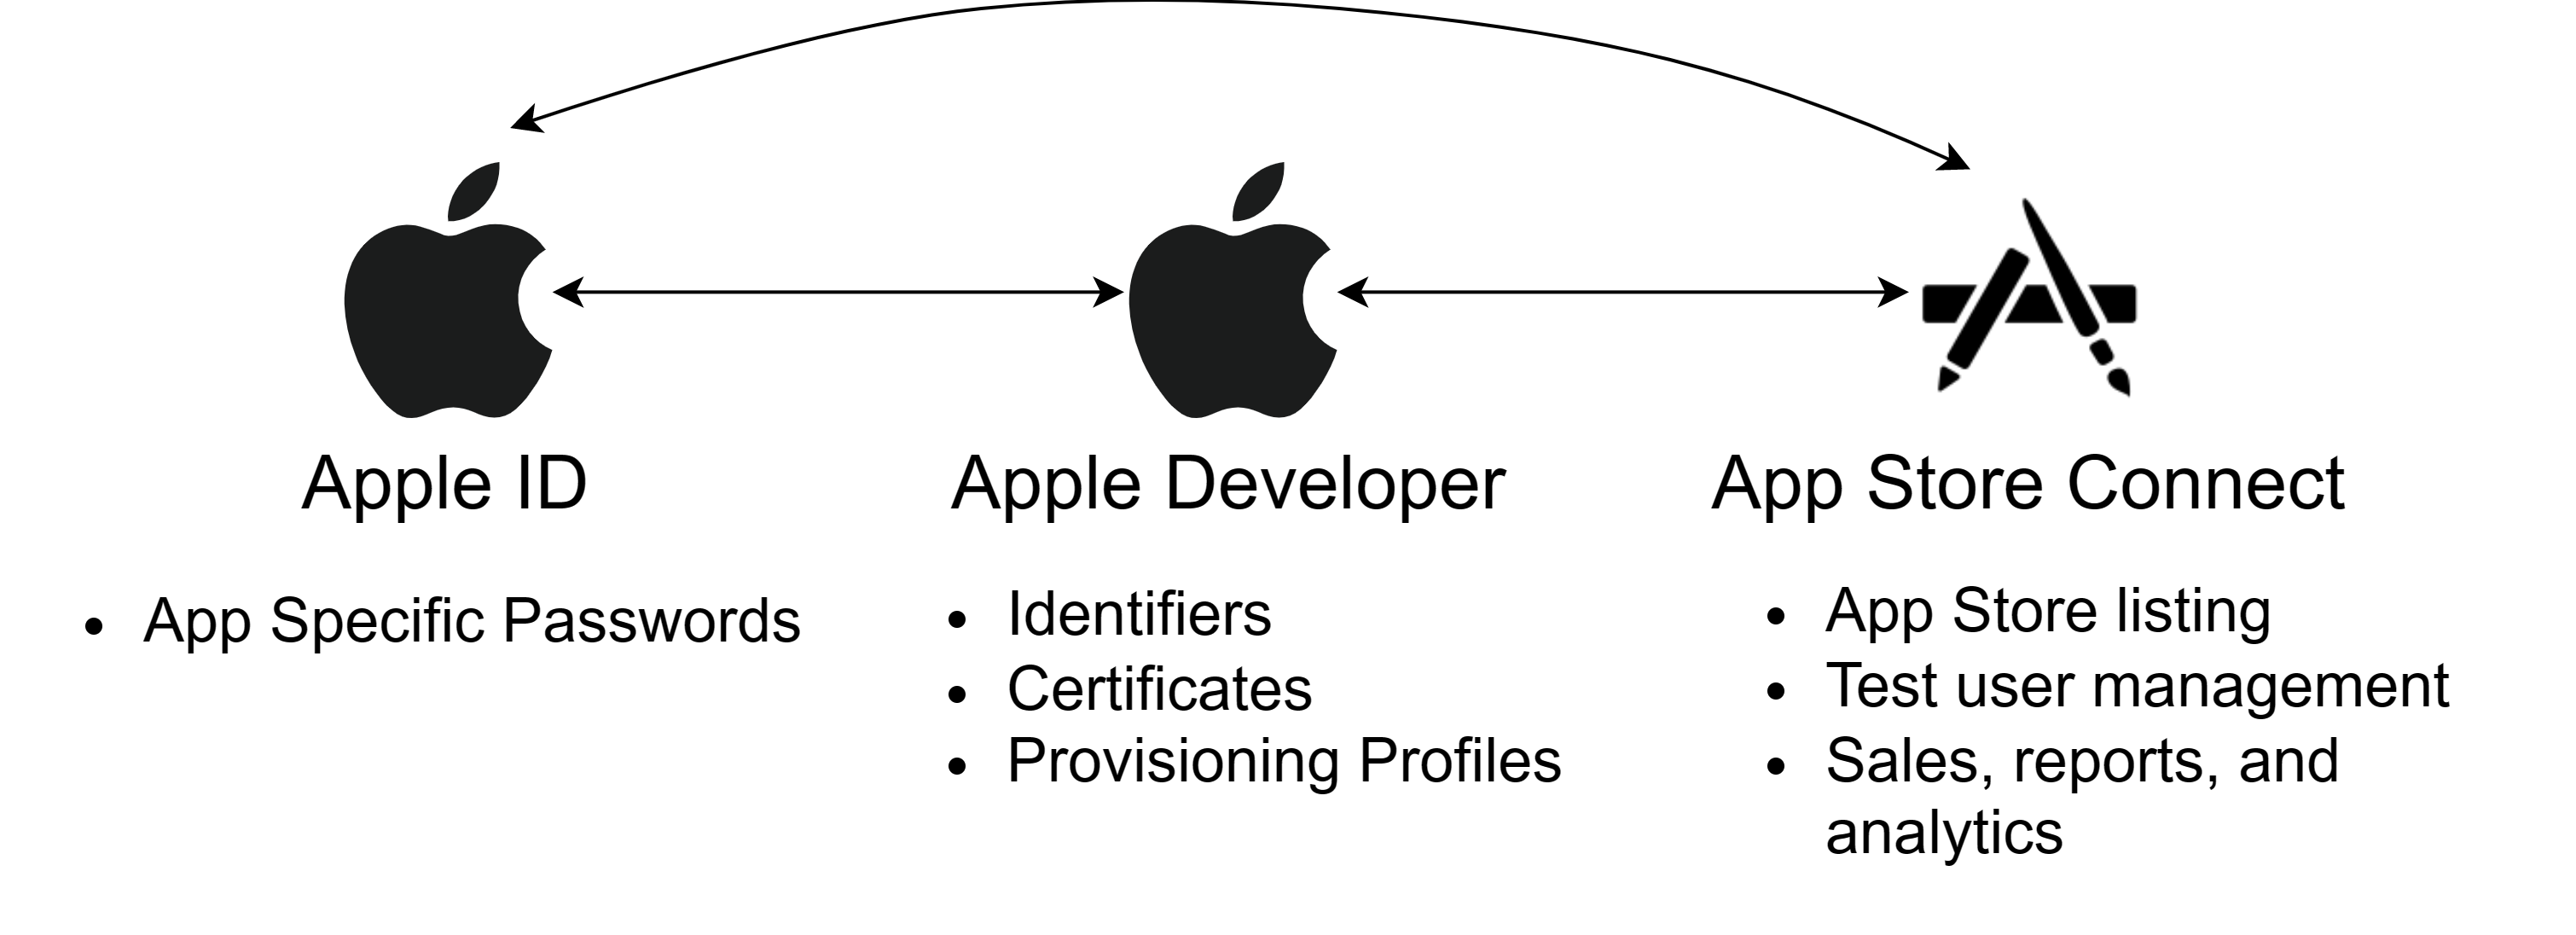 Apple ID
Apple Developer
App Store Connect
• App Specific Passwords
• Identifiers
• Certificates
• Provisioning Profiles
• App Store listing
• Test user management
• Sales, reports, and
analytics